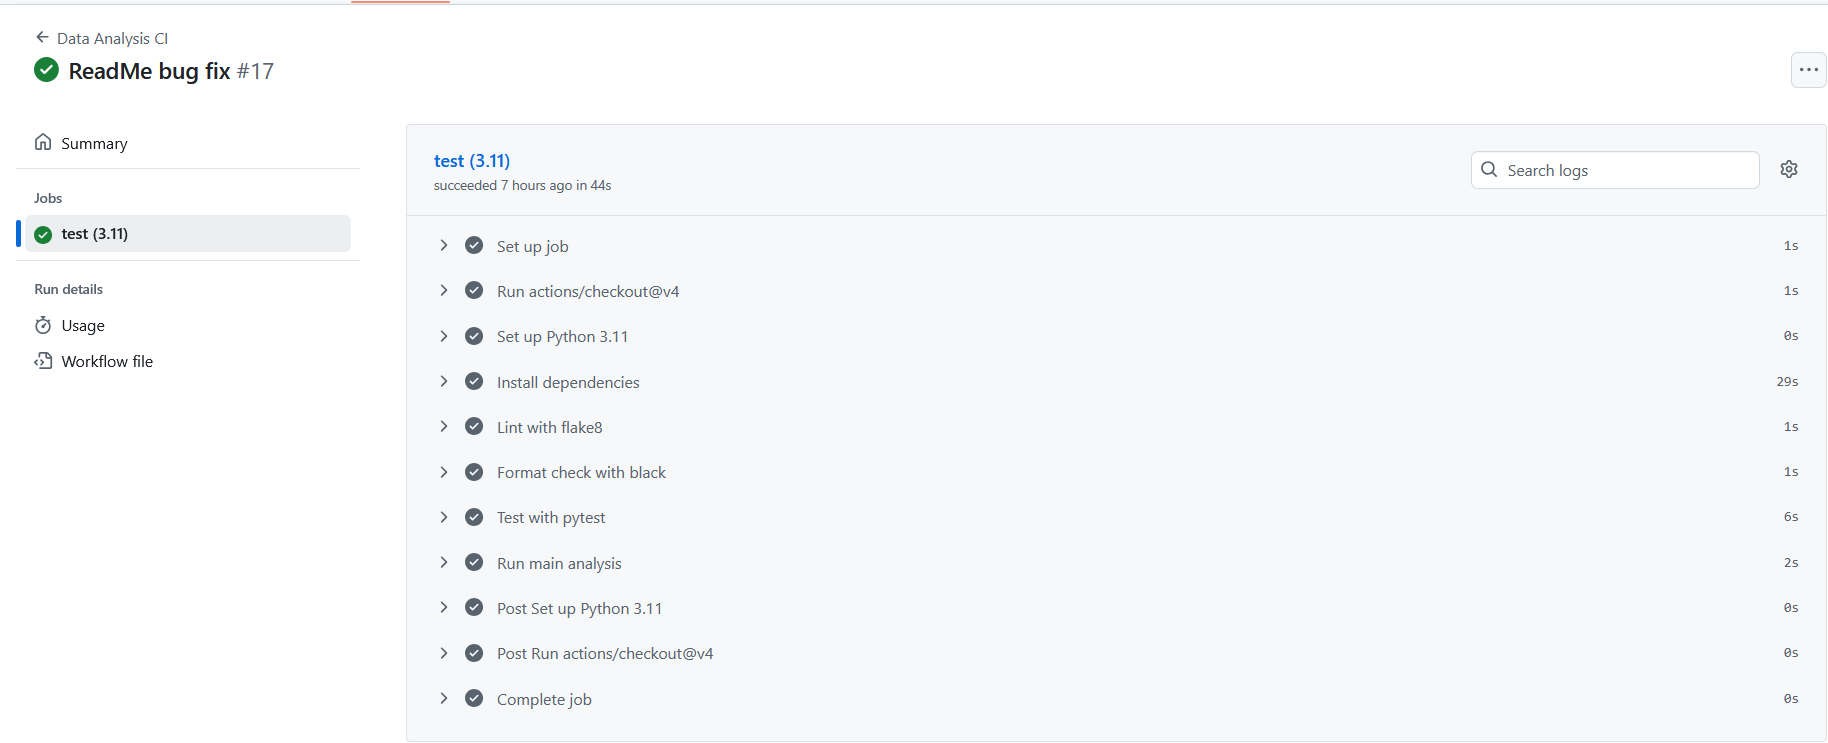 Data Analysis CI
ReadMe bug fix #17
Summary
Jobs
test (3.11)
Run details
Usage
Workflow file
test (3.11)
succeeded 7 hours ago in 44s
Search logs
Set up job 1s
Run actions/checkout@v4 1s
Set up Python 3.11 0s
Install dependencies 29s
Lint with flake8 1s
Format check with black 1s
Test with pytest 6s
Run main analysis 2s
Post Set up Python 3.11 0s
Post Run actions/checkout@v4 0s
Complete job 0s